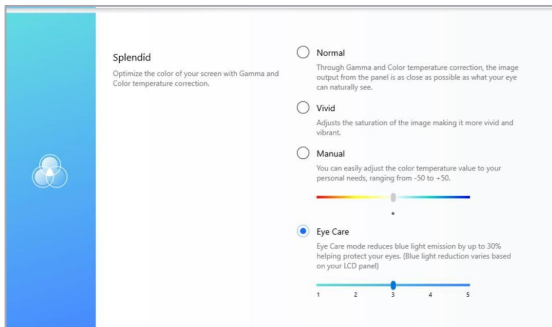 Splendid
Optimize the color of your screen with Gamma and
Color temperature correction.
Normal
Through Gamma and Color temperature correction, the image
output from the panel is as close as possible as what your eye
can naturally see.
Vivid
Adjusts the saturation of the image making it more vivid and
vibrant.
Manual
You can easily adjust the color temperature value to your
personal needs, ranging from -50 to +50.
Eye Care
Eye Care mode reduces blue light emission by up to 30%
helping protect your eyes. (Blue light reduction varies based
on your LCD panel)
1 2 3 4 5